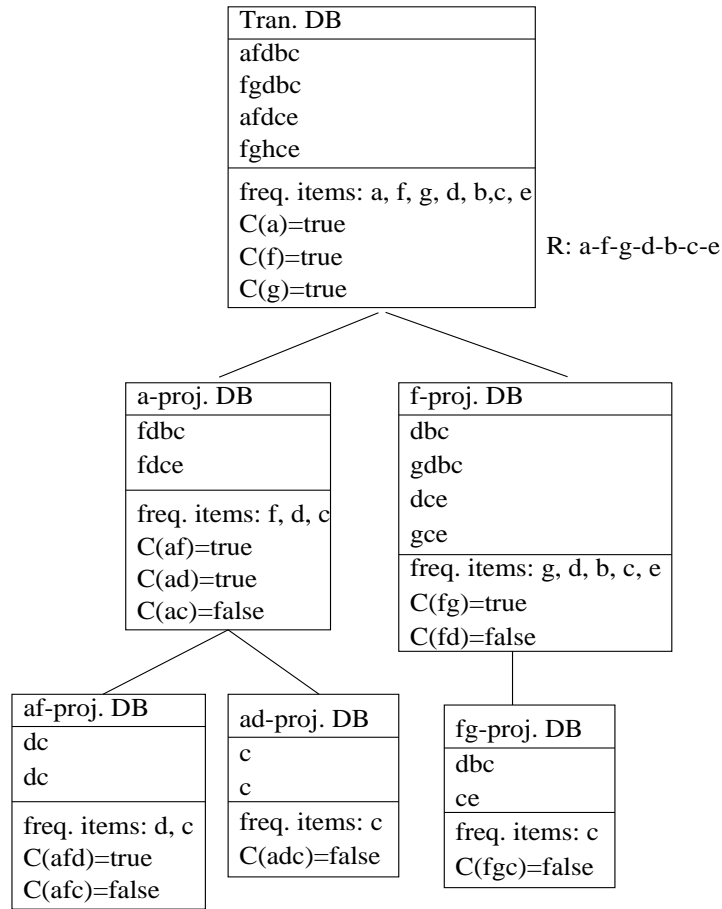 Tran. DB
afdbc
fgdbc
afdce
fghce
freq. items: a, f, g, d, b,c, e
C(a)=true
C(f)=true
C(g)=true
R: a-f-g-d-b-c-e
a-proj. DB
fdbc
fdce
freq. items: f, d, c
C(af)=true
C(ad)=true
C(ac)=false
f-proj. DB
dbc
gdbc
dce
gce
freq. items: g, d, b, c, e
C(fg)=true
C(fd)=false
af-proj. DB
dc
dc
freq. items: d, c
C(afd)=true
C(afc)=false
ad-proj. DB
c
c
freq. items: c
C(adc)=false
fg-proj. DB
dbc
ce
freq. items: c
C(fgc)=false